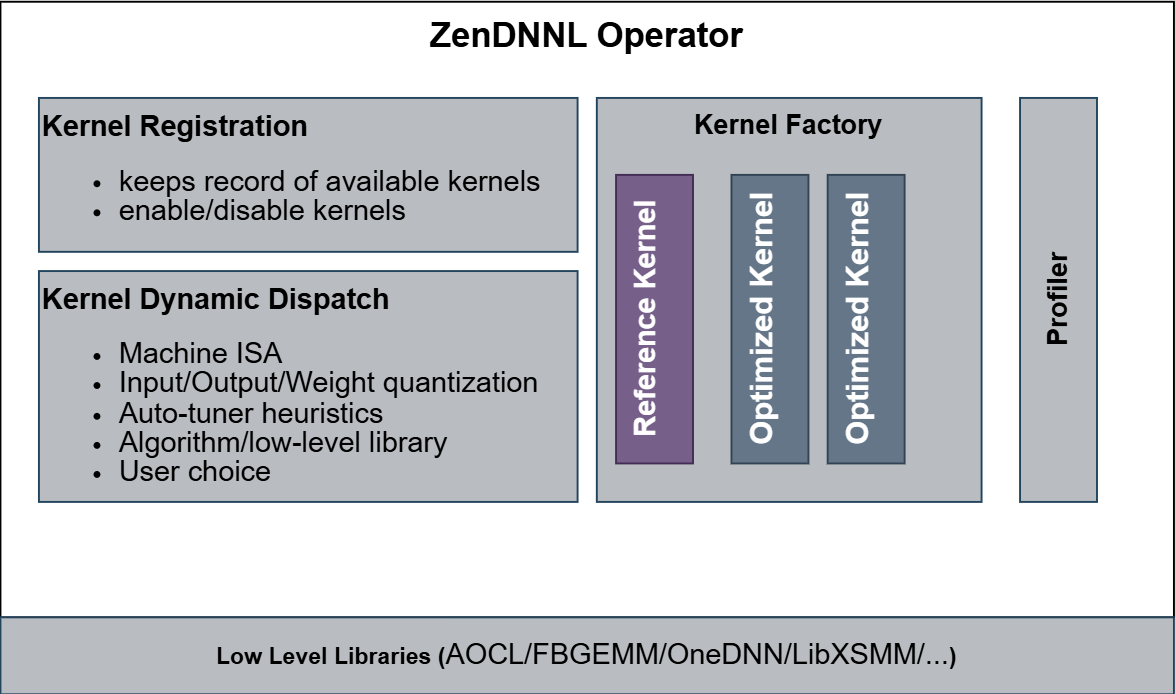 ZenDNNL Operator
Kernel Registration
• keeps record of available kernels
• enable/disable kernels
Kernel Dynamic Dispatch
• Machine ISA
• Input/Output/Weight quantization
• Auto-tuner heuristics
• Algorithm/low-level library
• User choice
Kernel Factory
Reference Kernel
Optimized Kernel
Optimized Kernel
Profiler
Low Level Libraries (AOCL/FBGEMM/OneDNN/LibXSMM/...)